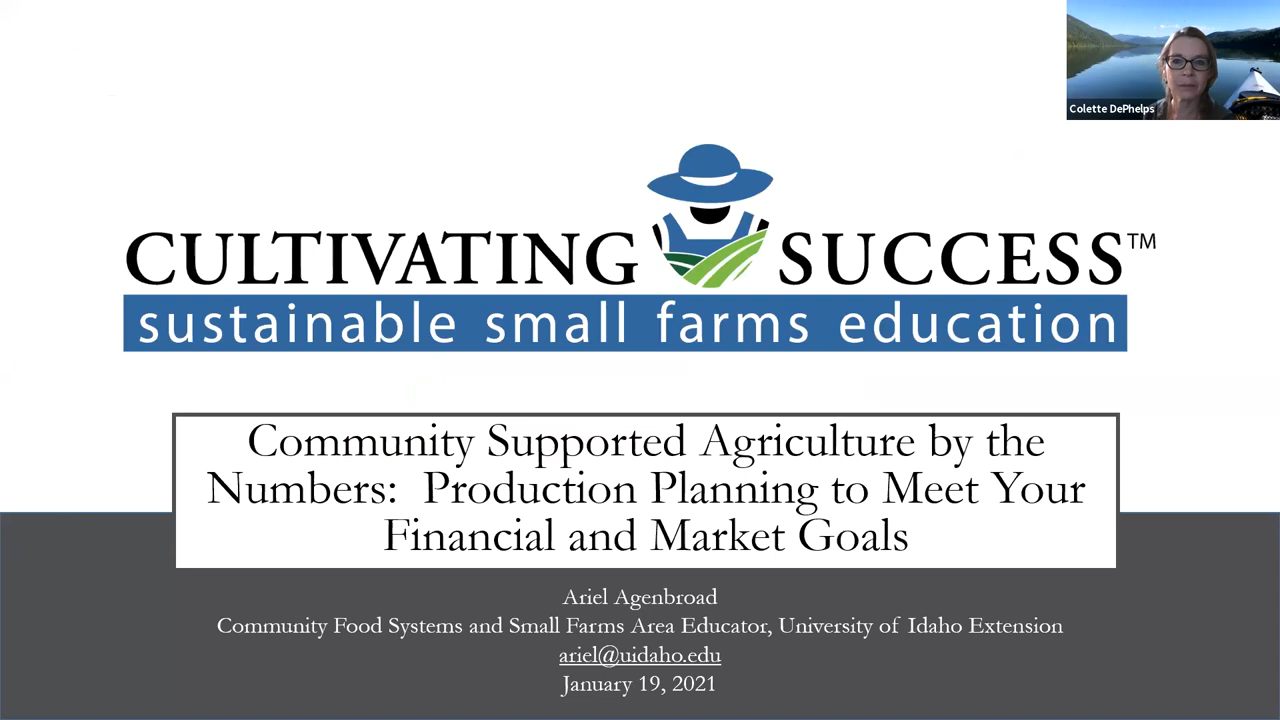 Colette DePhelps
CULTIVATING SUCCESS™
sustainable small farms education
Community Supported Agriculture by the
Numbers: Production Planning to Meet Your
Financial and Market Goals
Ariel Agenbroad
Community Food Systems and Small Farms Area Educator, University of Idaho Extension
ariel@uidaho.edu
January 19, 2021